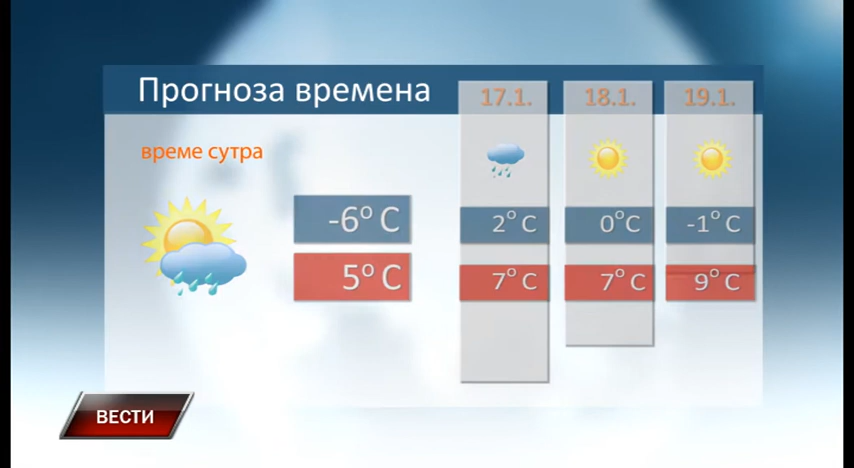 Прогноза времена
17.1. 18.1. 19.1.
време сутра
-6° C 2° C 0°C -1° C
5° C 7° C 7° C 9° C
ВЕСТИ